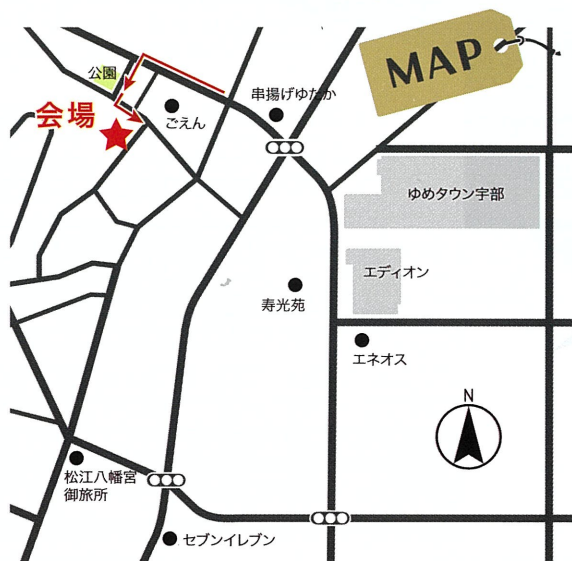 MAP
公園
串揚げゆたか
会場
ごえん
ゆめタウン宇部
エディオン
寿光苑
エネオス
N
松江八幡宮
御旅所
セブンイレブン